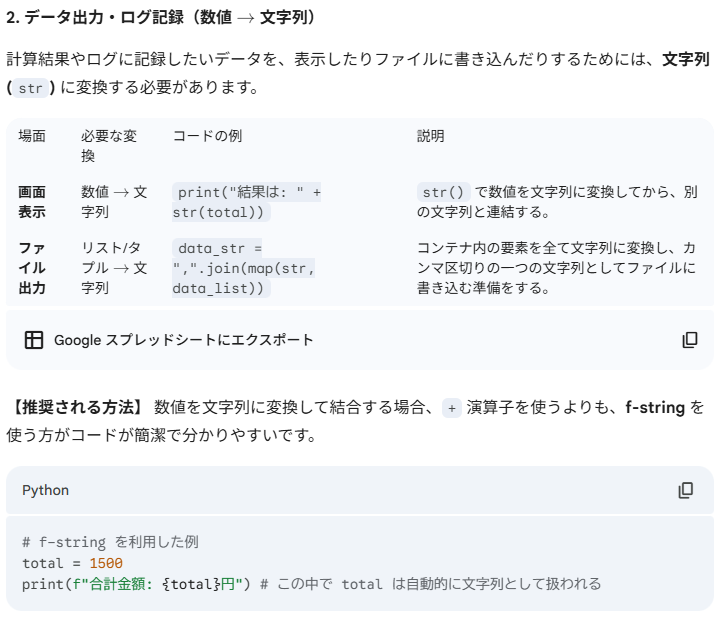 2. データ出力・ログ記録（数値 → 文字列）
計算結果やログに記録したいデータを、表示したりファイルに書き込んだりするためには、文字列
( str ) に変換する必要があります。
場面 必要な変換 コードの例 説明
画面表示 数値 → 文字列 print("結果は: " + str(total)) str() で数値を文字列に変換してから、別の文字列と連結する。
ファイル出力 リスト/タプル → 文字列 data_str = ",".join(map(str, data_list)) コンテナ内の要素を全て文字列に変換し、カンマ区切りの一つの文字列としてファイルに書き込む準備をする。
Google スプレッドシートにエクスポート
【推奨される方法】 数値を文字列に変換して結合する場合、 + 演算子を使うよりも、f-string を
使う方がコードが簡潔で分かりやすいです。
Python
# f-string を利用した例
total = 1500
print(f"合計金額: {total}円") # この中で total は自動的に文字列として扱われる